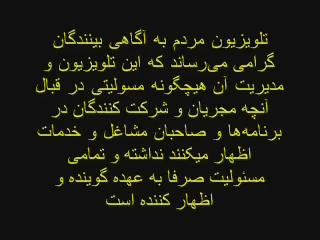 تلویزیون مردم به آگاهی بینندگان
گرامی می‌رساند که این تلویزیون و
مدیریت آن هیچگونه مسولیتی در قبال
آنچه مجریان و شرکت کنندگان در
برنامه‌ها و صاحبان مشاغل و خدمات
اظهار میکنند نداشته و تمامی
مسئولیت صرفا به عهده گوینده و
اظهار کننده است